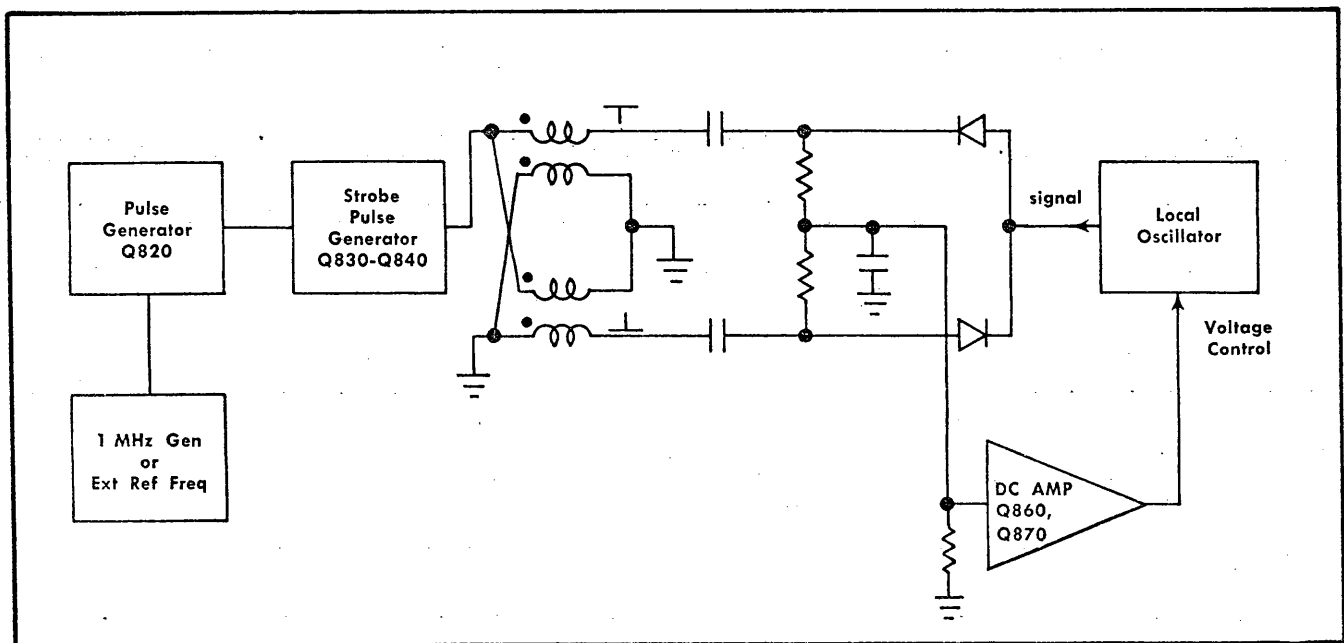 Pulse
Generator
Q820
Strobe
Pulse
Generator
Q830-Q840
signal
Local
Oscillator
Voltage
Control
1 MHz Gen
or
Ext Ref Freq
DC AMP
Q860,
Q870